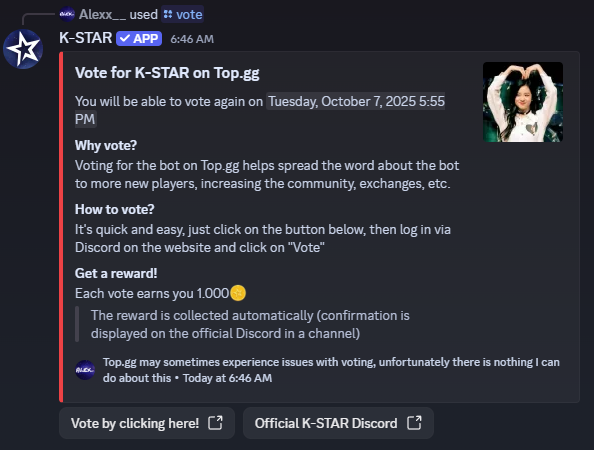 Alexx__ used vote
K-STAR APP 6:46 AM
Vote for K-STAR on Top.gg
You will be able to vote again on Tuesday, October 7, 2025 5:55
PM
Why vote?
Voting for the bot on Top.gg helps spread the word about the bot
to more new players, increasing the community, exchanges, etc.
How to vote?
It's quick and easy, just click on the button below, then log in via
Discord on the website and click on "Vote"
Get a reward!
Each vote earns you 1.000
The reward is collected automatically (confirmation is
displayed on the official Discord in a channel)
Top.gg may sometimes experience issues with voting, unfortunately there is nothing I can
do about this • Today at 6:46 AM
Vote by clicking here! Official K-STAR Discord